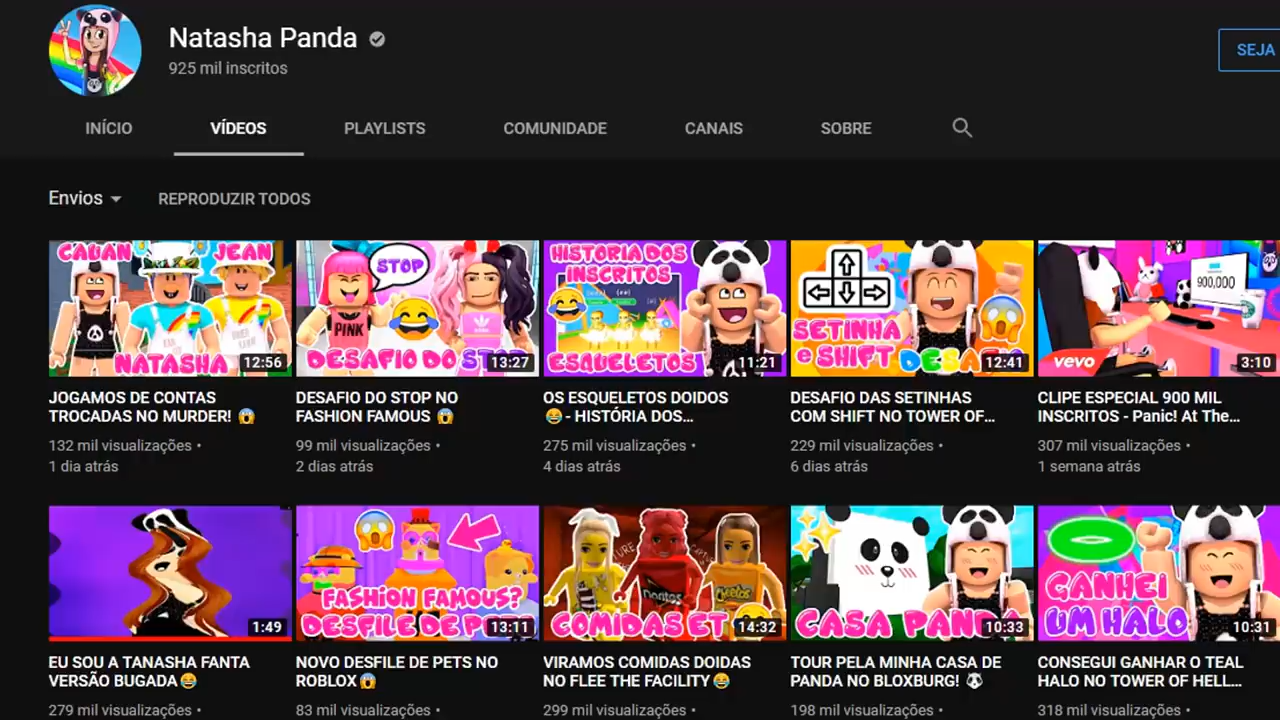 Natasha Panda
925 mil inscritos
SEJA
INÍCIO
VÍDEOS
PLAYLISTS
COMUNIDADE
CANAIS
SOBRE
Envios
REPRODUZIR TODOS
CAUAN
JEAN
NATASHA
12:56
STOP
PINK
DESAFIO DO ST
13:27
HISTORIA DOS
INSCRITOS
ESQUELETOS
11:21
SETINHA
e SHIFT
DESA
12:41
900,000
vevo
3:10
JOGAMOS DE CONTAS
TROCADAS NO MURDER! 😱
132 mil visualizações •
1 dia atrás
DESAFIO DO STOP NO
FASHION FAMOUS 😱
99 mil visualizações •
2 dias atrás
OS ESQUELETOS DOIDOS
😂- HISTÓRIA DOS...
275 mil visualizações •
4 dias atrás
DESAFIO DAS SETINHAS
COM SHIFT NO TOWER OF...
229 mil visualizações •
6 dias atrás
CLIPE ESPECIAL 900 MIL
INSCRITOS - Panic! At The...
307 mil visualizações •
1 semana atrás
1:49
FASHION FAMOUS?
DESFILE DE P
13:11
Doritos
Cheetos
COMIDAS ET
14:32
CASA PAN
10:33
GANHEI
UM HALO
10:31
EU SOU A TANASHA FANTA
VERSÃO BUGADA😂
279 mil visualizações •
NOVO DESFILE DE PETS NO
ROBLOX😱
83 mil visualizações •
VIRAMOS COMIDAS DOIDAS
NO FLEE THE FACILITY😂
299 mil visualizações •
TOUR PELA MINHA CASA DE
PANDA NO BLOXBURG! 🐼
198 mil visualizações •
CONSEGUI GANHAR O TEAL
HALO NO TOWER OF HELL...
318 mil visualizações •